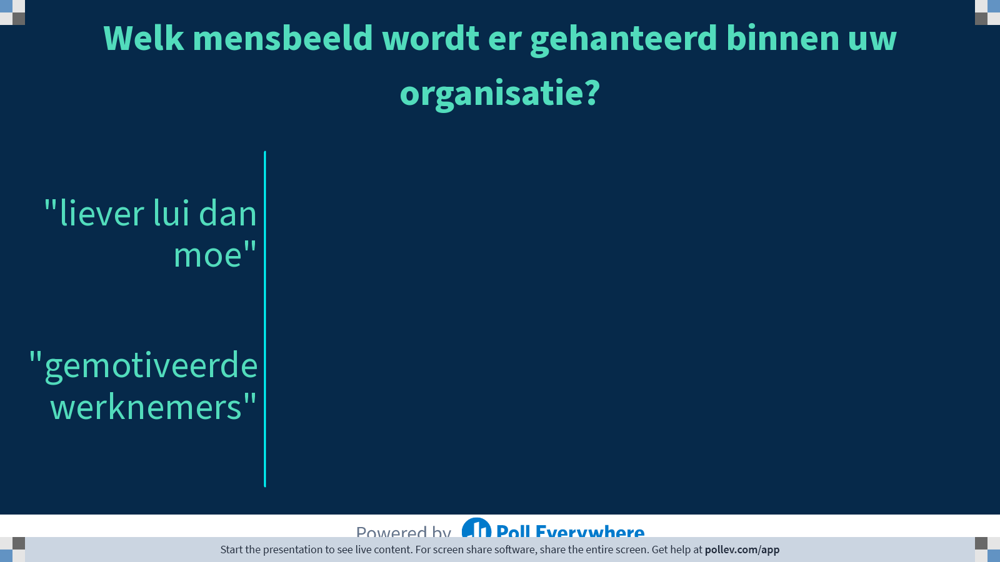 Welk mensbeeld wordt er gehanteerd binnen uw
organisatie?
"liever lui dan
moe"
"gemotiveerde
werknemers"
Powered by Poll Everywhere
Start the presentation to see live content. For screen share software, share the entire screen. Get help at pollev.com/app